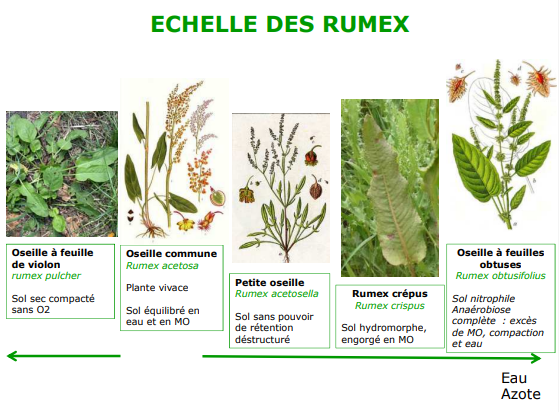 ECHELLE DES RUMEX
Oseille à feuille
de violon
rumex pulcher
Sol sec compacté
sans O2
Oseille commune
Rumex acetosa
Plante vivace
Sol équilibré en
eau et en MO
Petite oseille
Rumex acetosella
Sol sans pouvoir
de rétention
déstructuré
Rumex crépus
Rumex crispus
Sol hydromorphe,
engorgé en MO
Oseille à feuilles
obtuses
Rumex obtusifolius
Sol nitrophile
Anaérobiose
complète : excès
de MO, compaction
et eau
Eau
Azote